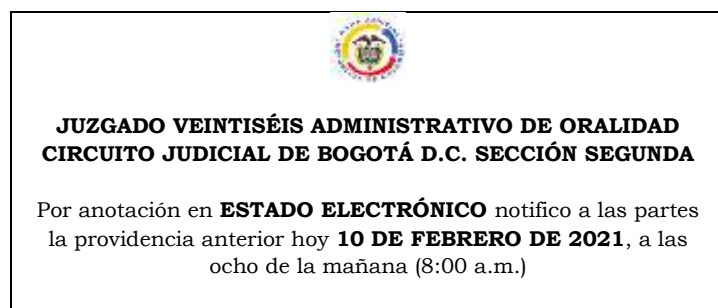 JUZGADO VEINTISÉIS ADMINISTRATIVO DE ORALIDAD
CIRCUITO JUDICIAL DE BOGOTÁ D.C. SECCIÓN SEGUNDA
Por anotación en ESTADO ELECTRÓNICO notifico a las partes
la providencia anterior hoy 10 DE FEBRERO DE 2021, a las
ocho de la mañana (8:00 a.m.)